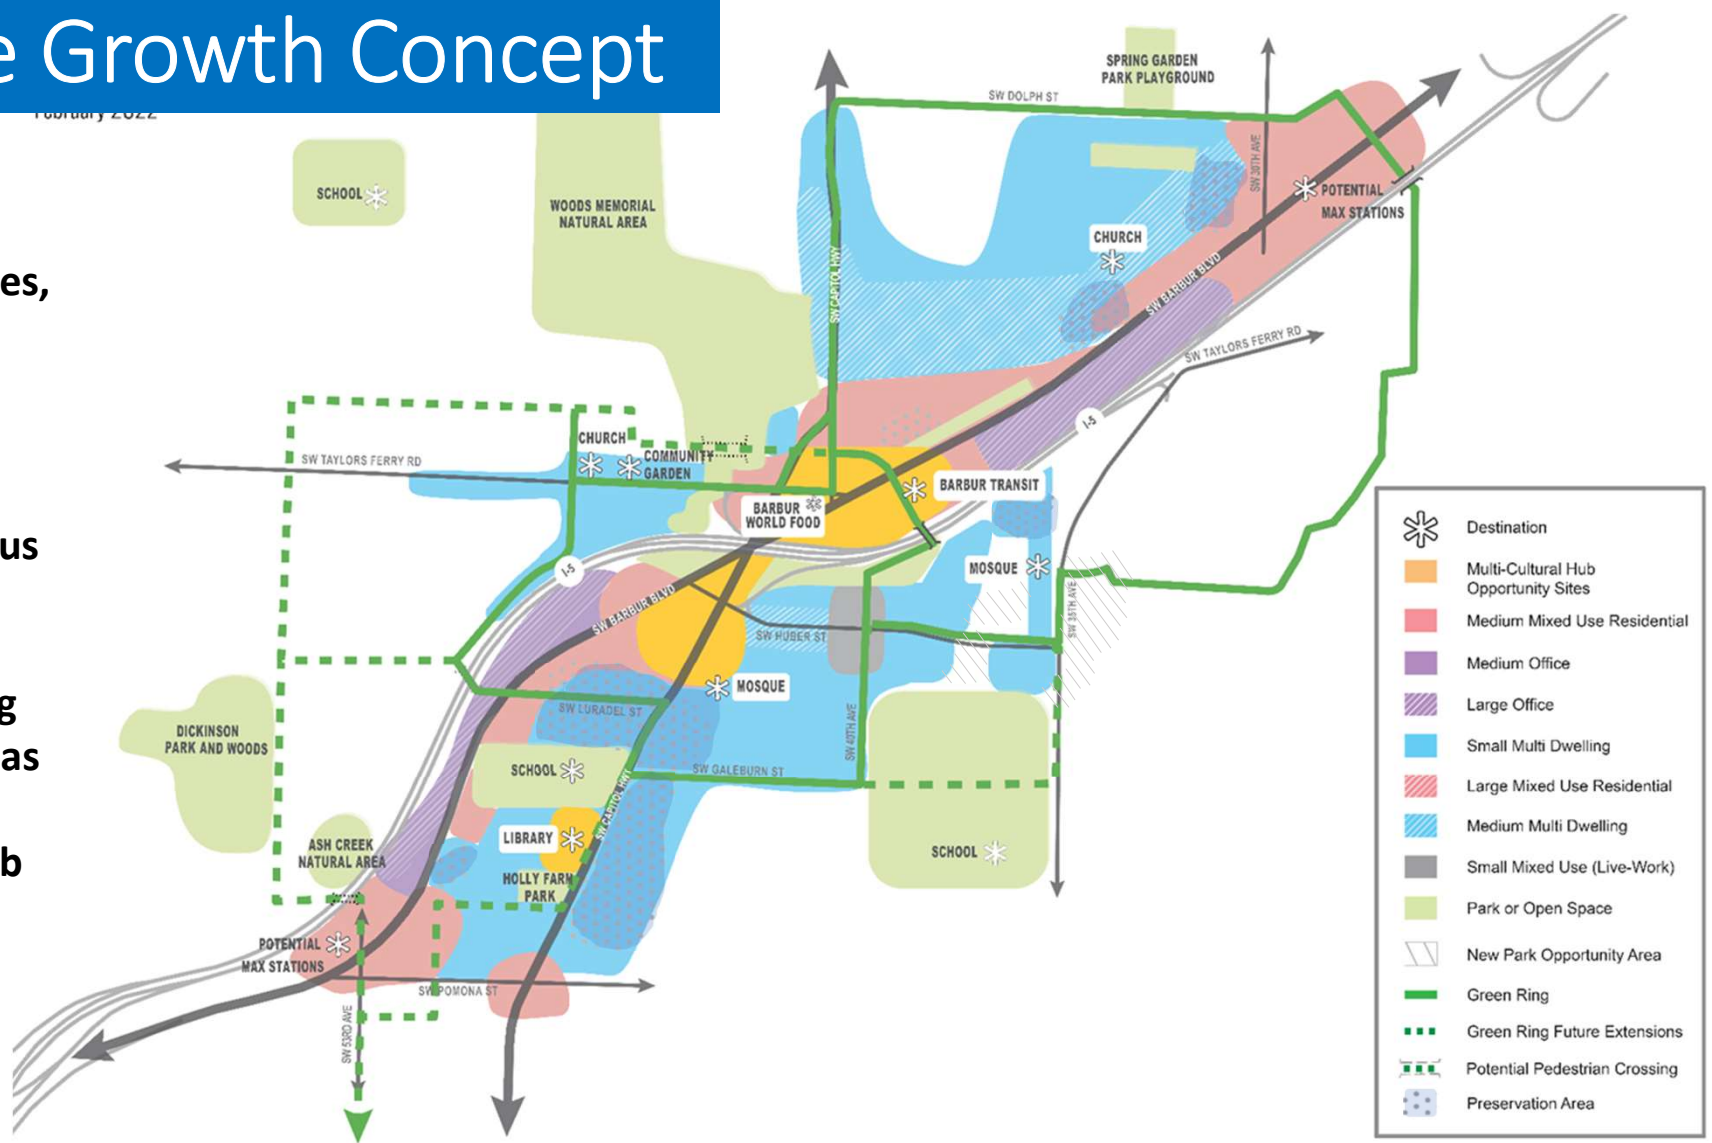 e Growth Concept
February 2022
es,
us
g
as
b
SPRING GARDEN
PARK PLAYGROUND
SW DOLPH ST
SW 30TH AVE
SCHOOL
WOODS MEMORIAL
NATURAL AREA
POTENTIAL
MAX STATIONS
CHURCH
SW CAPITOL HWY
SW BARBUR BLVD
SW TAYLORS FERRY RD
I-5
CHURCH
COMMUNITY
GARDEN
SW TAYLORS FERRY RD
BARBUR TRANSIT
BARBUR
WORLD FOOD
I-5
MOSQUE
SW 35TH AVE
SW BARBUR BLVD
SW HUBER ST
MOSQUE
SW LURADEL ST
SW 40TH AVE
DICKINSON
PARK AND WOODS
SCHOOL
SW GALEBURN ST
SW CAPITOL HWY
LIBRARY
ASH CREEK
NATURAL AREA
HOLLY FARM
PARK
SCHOOL
POTENTIAL
MAX STATIONS
SW POMONA ST
SW 53RD AVE
Destination
Multi-Cultural Hub
Opportunity Sites
Medium Mixed Use Residential
Medium Office
Large Office
Small Multi Dwelling
Large Mixed Use Residential
Medium Multi Dwelling
Small Mixed Use (Live-Work)
Park or Open Space
New Park Opportunity Area
Green Ring
Green Ring Future Extensions
Potential Pedestrian Crossing
Preservation Area